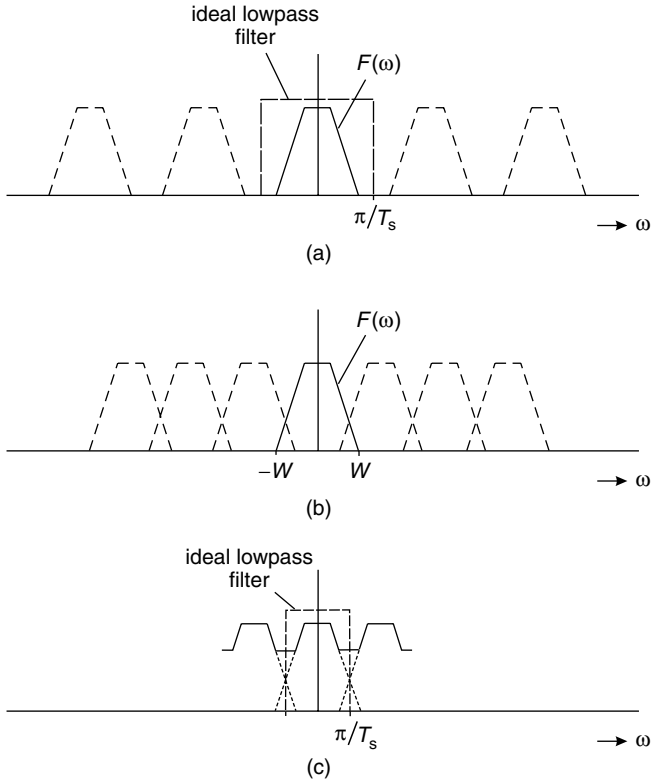 ideal lowpass
filter
F(ω)
π/Tₛ
ω
(a)
F(ω)
−W
W
ω
(b)
ideal lowpass
filter
π/Tₛ
ω
(c)